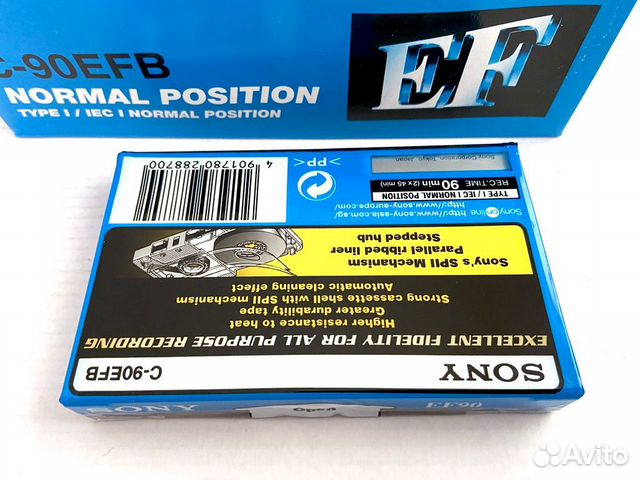 C-90EFB
EF
NORMAL POSITION
TYPE I / IEC I NORMAL POSITION
SONY
C-90EFB
EXCELLENT FIDELITY FOR ALL PURPOSE RECORDING
Higher resistance to heat
Greater durability tape
Strong cassette shell with SPII mechanism
Automatic cleaning effect
Sony's SPII Mechanism
Parallel ribbed liner
Stepped hub
Sony online http://www.sony-asia.com.sg/
http://www.sony-europe.com/
TYPE I / IEC I NORMAL POSITION
REC.TIME 90 min (2 x 45 min)
Sony Corporation, Tokyo, Japan
>PP<
4 901780 288700
SONY
Open
EF90
Avito